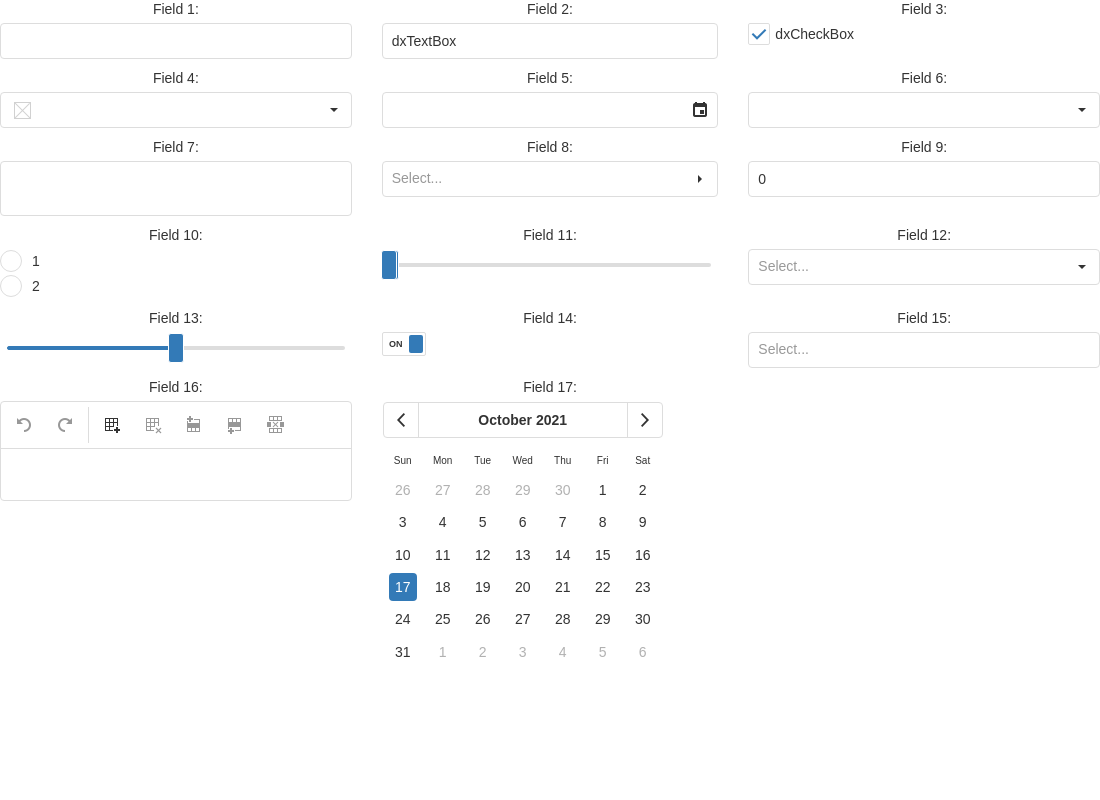 Field 1:
Field 2:
Field 3:
dxTextBox
dxCheckBox
Field 4:
Field 5:
Field 6:
Field 7:
Field 8:
Field 9:
Select...
0
Field 10:
Field 11:
Field 12:
1
2
Select...
Field 13:
Field 14:
Field 15:
ON
Select...
Field 16:
Field 17:
October 2021
Sun Mon Tue Wed Thu Fri Sat
26 27 28 29 30 1 2
3 4 5 6 7 8 9
10 11 12 13 14 15 16
17 18 19 20 21 22 23
24 25 26 27 28 29 30
31 1 2 3 4 5 6